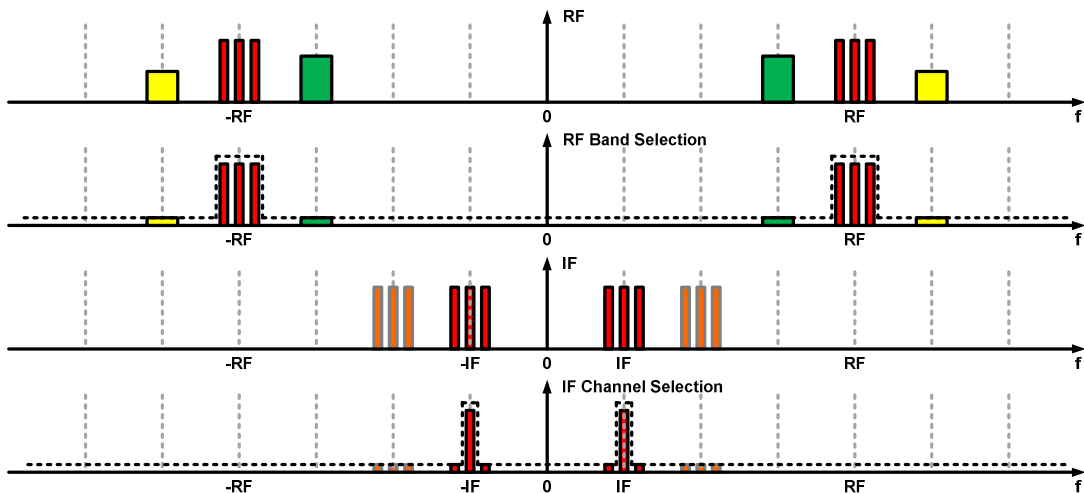 RF
-RF 0 RF f
RF Band Selection
-RF 0 RF f
IF
-RF -IF 0 IF RF f
IF Channel Selection
-RF -IF 0 IF RF f